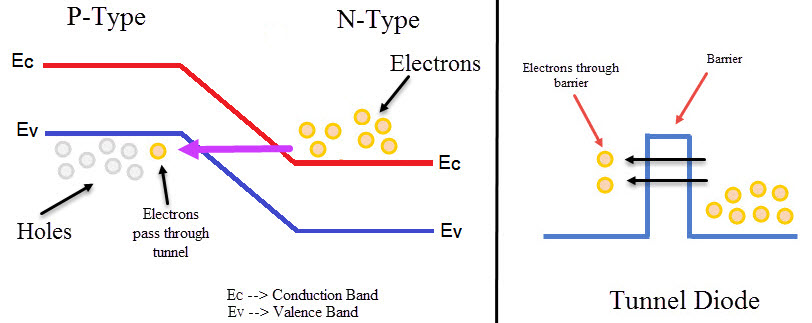 P-Type
N-Type
Ec
Electrons
Ev
Ec
Holes
Electrons
pass through
tunnel
Ev
Ec --> Conduction Band
Ev --> Valence Band
Electrons through
barrier
Barrier
Tunnel Diode